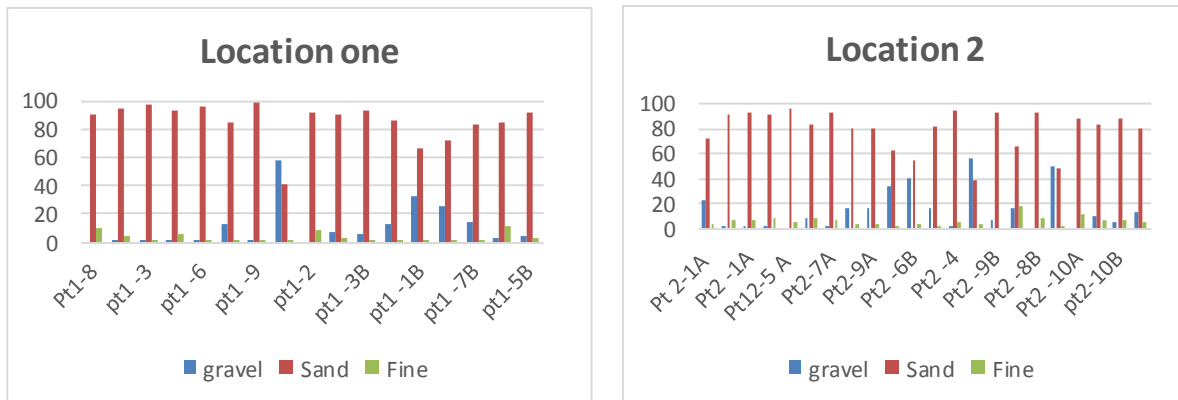 Location one
100
80
60
40
20
0
Pt1-8
pt1 -3
pt1 -6
pt1 -9
pt1-2
pt1 -3B
pt1 -1B
pt1 -7B
pt1-5B
gravel Sand Fine
Location 2
100
80
60
40
20
0
Pt 2-1A
Pt2 -1A
Pt12-5 A
Pt2-7A
Pt2-9A
Pt2 -6B
Pt2 -4
Pt2 -9B
Pt2 -8B
Pt2 -10A
pt2-10B
gravel Sand Fine